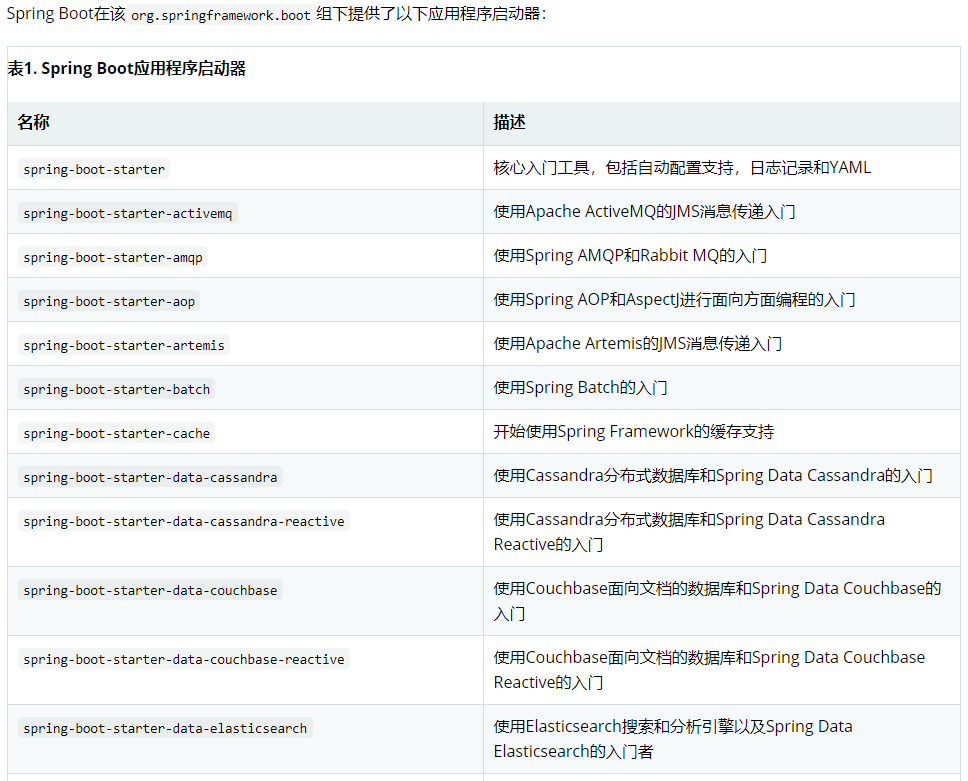 Spring Boot在该 org.springframework.boot 组下提供了以下应用程序启动器：
表1. Spring Boot应用程序启动器
名称 描述
spring-boot-starter 核心入门工具，包括自动配置支持，日志记录和YAML
spring-boot-starter-activemq 使用Apache ActiveMQ的JMS消息传递入门
spring-boot-starter-amqp 使用Spring AMQP和Rabbit MQ的入门
spring-boot-starter-aop 使用Spring AOP和AspectJ进行面向方面编程的入门
spring-boot-starter-artemis 使用Apache Artemis的JMS消息传递入门
spring-boot-starter-batch 使用Spring Batch的入门
spring-boot-starter-cache 开始使用Spring Framework的缓存支持
spring-boot-starter-data-cassandra 使用Cassandra分布式数据库和Spring Data Cassandra的入门
spring-boot-starter-data-cassandra-reactive 使用Cassandra分布式数据库和Spring Data Cassandra
Reactive的入门
spring-boot-starter-data-couchbase 使用Couchbase面向文档的数据库和Spring Data Couchbase的
入门
spring-boot-starter-data-couchbase-reactive 使用Couchbase面向文档的数据库和Spring Data Couchbase
Reactive的入门
spring-boot-starter-data-elasticsearch 使用Elasticsearch搜索和分析引擎以及Spring Data
Elasticsearch的入门者